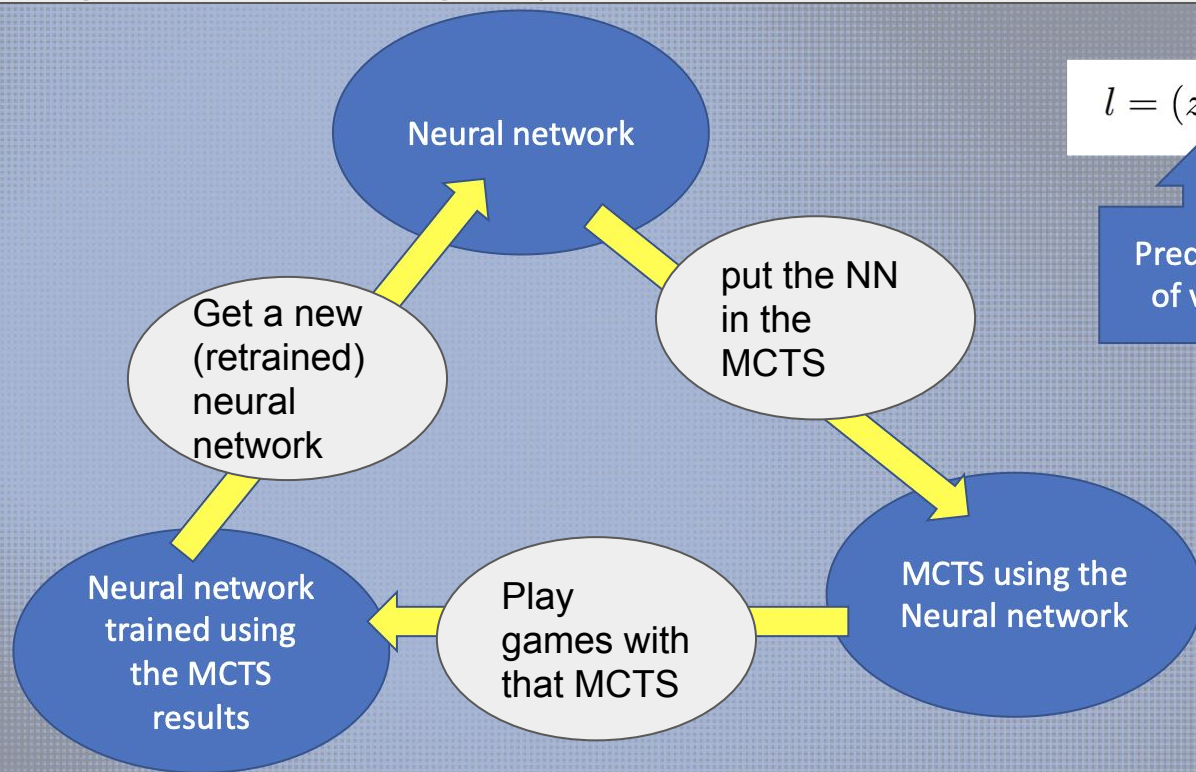 Neural network
l = (z
Pred
of v
put the NN
in the
MCTS
Get a new
(retrained)
neural
network
MCTS using the
Neural network
Play
games with
that MCTS
Neural network
trained using
the MCTS
results